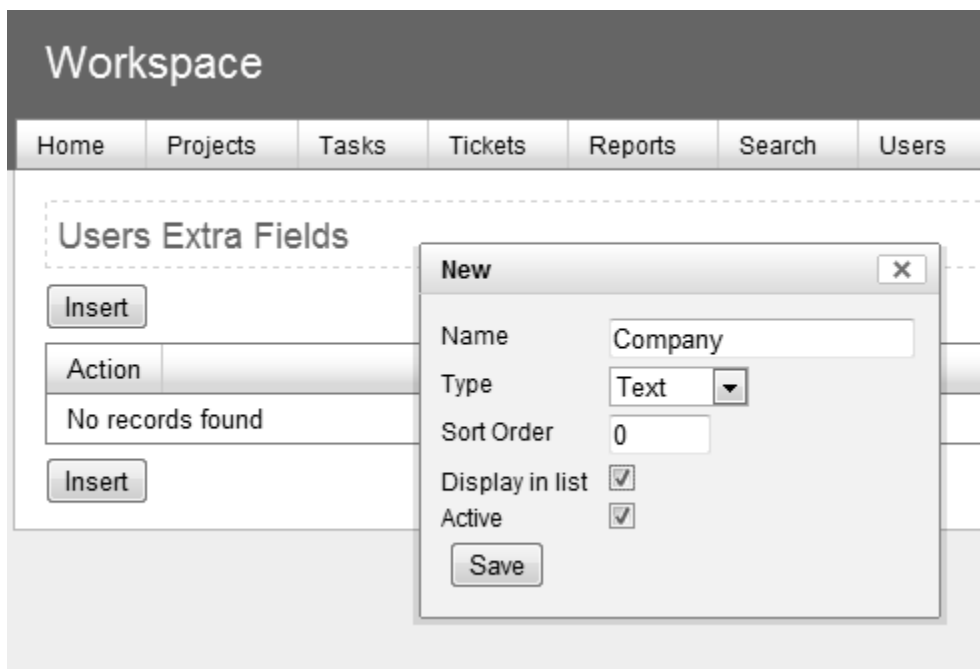 Workspace
Home Projects Tasks Tickets Reports Search Users
Users Extra Fields
Insert
Action
No records found
Insert
New
Name Company
Type Text
Sort Order 0
Display in list
Active
Save